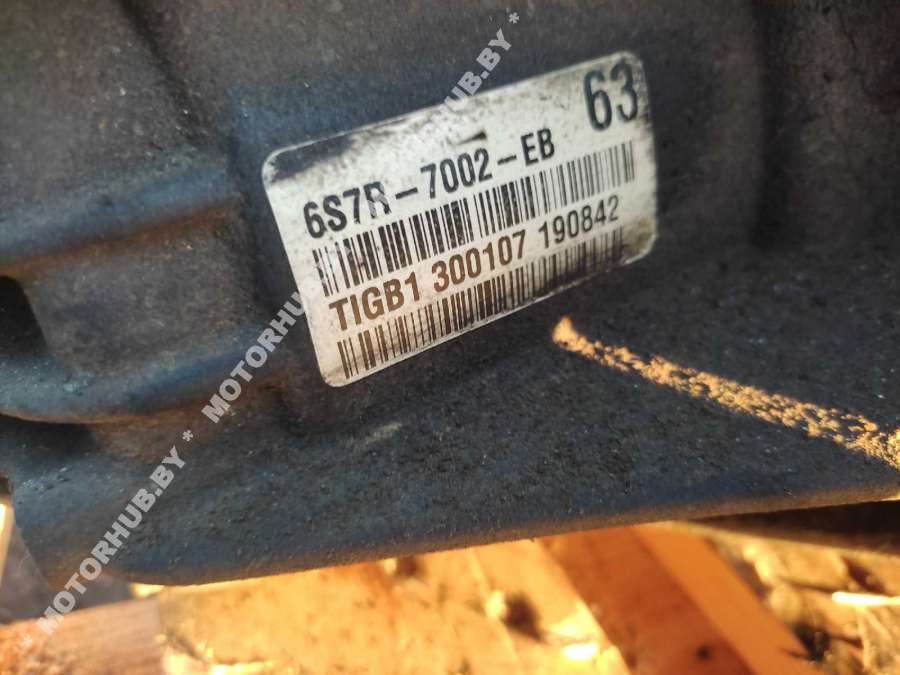 63
6S7R-7002-EB
TIGB1 300107 190842
* MOTORHUB.BY * MOTORHUB.BY *